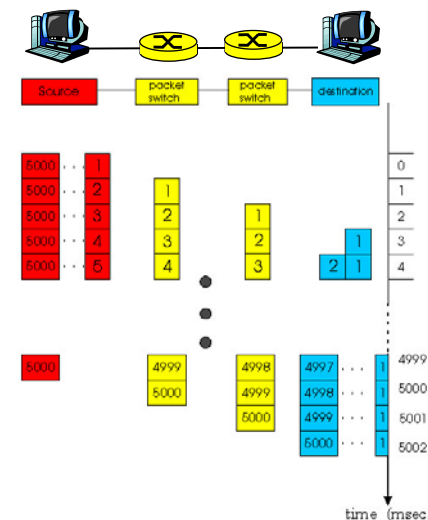 Source packet switch packet switch destination
5000 ... 1 0
5000 ... 2 1 1
5000 ... 3 2 1 2
5000 ... 4 3 2 1 3
5000 ... 5 4 3 2 1 4
5000 4999 4998 4997 ... 1 4999
5000 4999 4998 ... 1 5000
5000 4999 ... 1 5001
5000 ... 1 5002
time (msec